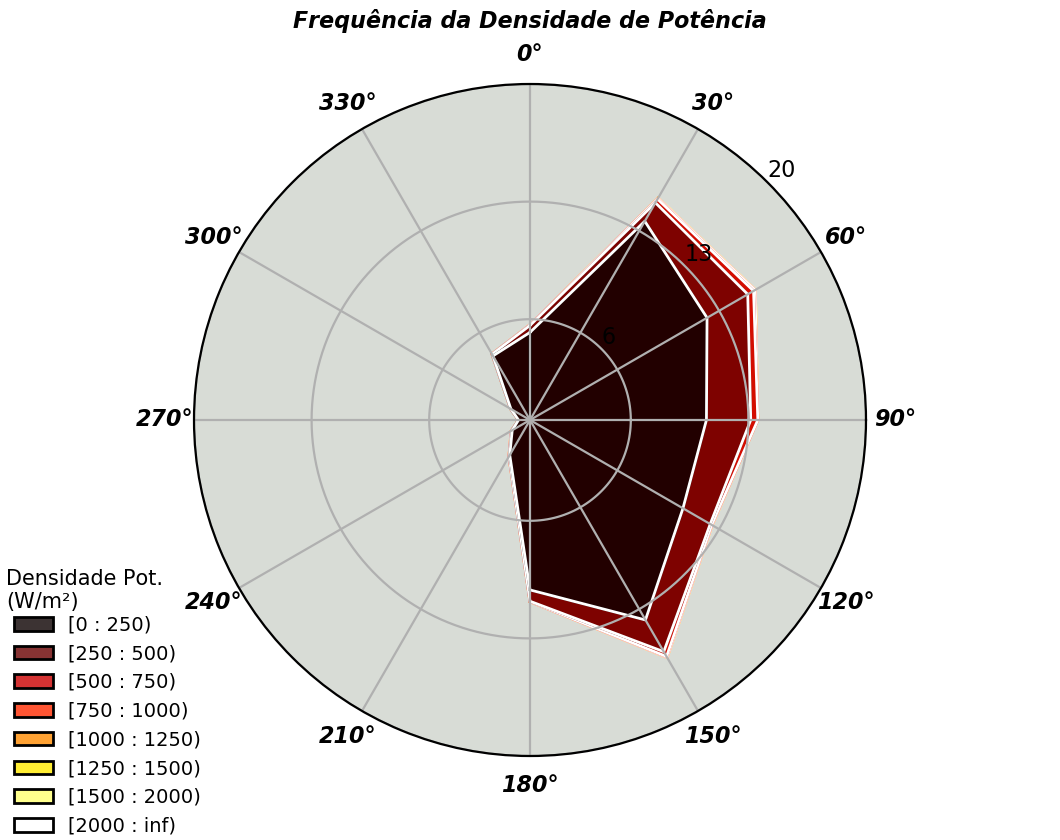 Frequência da Densidade de Potência
0°
330°
30°
20
300°
60°
13
6
270°
90°
240°
120°
210°
150°
180°
Densidade Pot.
(W/m²)
[0 : 250)
[250 : 500)
[500 : 750)
[750 : 1000)
[1000 : 1250)
[1250 : 1500)
[1500 : 2000)
[2000 : inf)